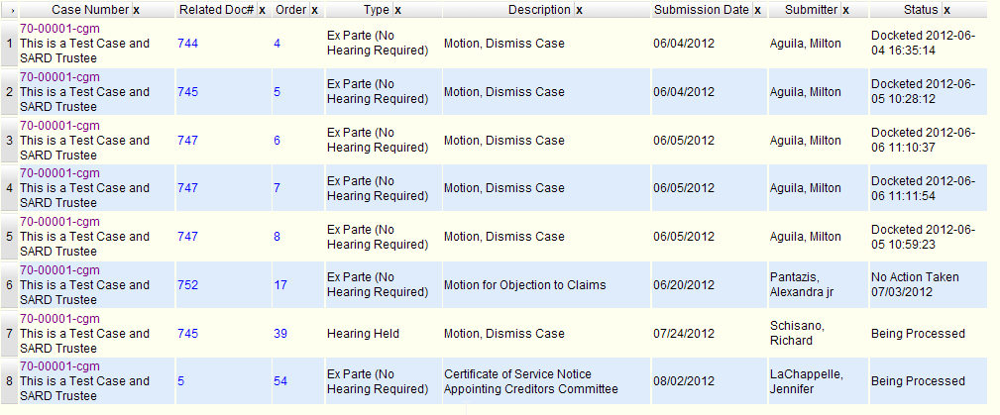 › Case Number x Related Doc# x Order x Type x Description x Submission Date x Submitter x Status x
1 70-00001-cgm This is a Test Case and SARD Trustee 744 4 Ex Parte (No Hearing Required) Motion, Dismiss Case 06/04/2012 Aguila, Milton Docketed 2012-06-04 16:35:14
2 70-00001-cgm This is a Test Case and SARD Trustee 745 5 Ex Parte (No Hearing Required) Motion, Dismiss Case 06/04/2012 Aguila, Milton Docketed 2012-06-05 10:28:12
3 70-00001-cgm This is a Test Case and SARD Trustee 747 6 Ex Parte (No Hearing Required) Motion, Dismiss Case 06/05/2012 Aguila, Milton Docketed 2012-06-06 11:10:37
4 70-00001-cgm This is a Test Case and SARD Trustee 747 7 Ex Parte (No Hearing Required) Motion, Dismiss Case 06/05/2012 Aguila, Milton Docketed 2012-06-06 11:11:54
5 70-00001-cgm This is a Test Case and SARD Trustee 747 8 Ex Parte (No Hearing Required) Motion, Dismiss Case 06/05/2012 Aguila, Milton Docketed 2012-06-05 10:59:23
6 70-00001-cgm This is a Test Case and SARD Trustee 752 17 Ex Parte (No Hearing Required) Motion for Objection to Claims 06/20/2012 Pantazis, Alexandra jr No Action Taken 07/03/2012
7 70-00001-cgm This is a Test Case and SARD Trustee 745 39 Hearing Held Motion, Dismiss Case 07/24/2012 Schisano, Richard Being Processed
8 70-00001-cgm This is a Test Case and SARD Trustee 5 54 Ex Parte (No Hearing Required) Certificate of Service Notice Appointing Creditors Committee 08/02/2012 LaChappelle, Jennifer Being Processed